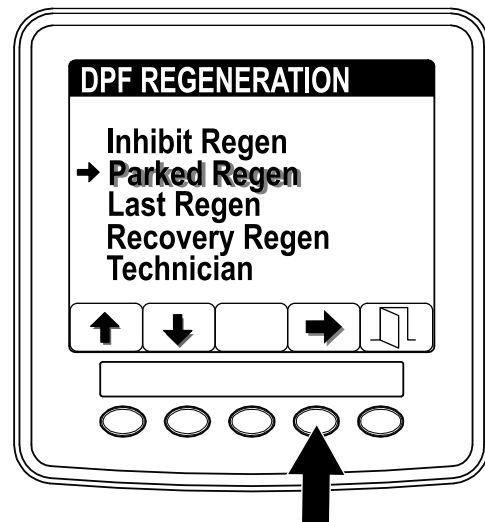 DPF REGENERATION
Inhibit Regen
Parked Regen
Last Regen
Recovery Regen
Technician